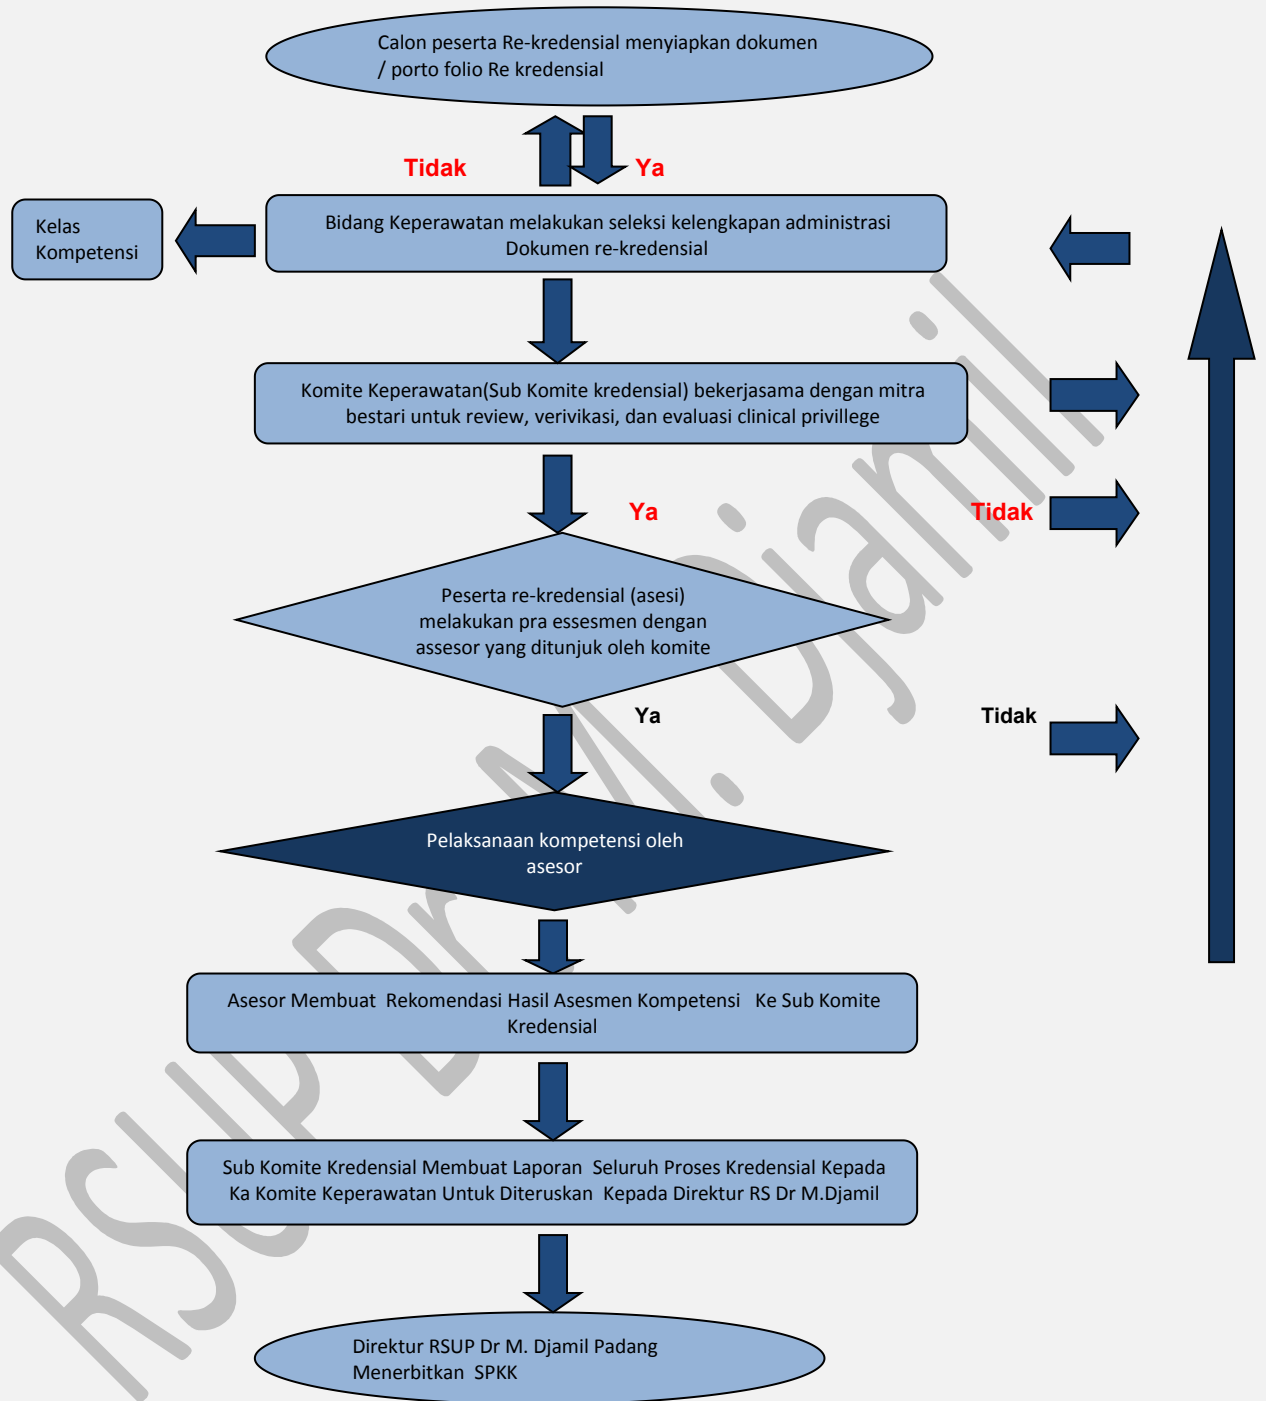 Calon peserta Re-kredensial menyiapkan dokumen
/ porto folio Re kredensial
Tidak
Ya
Kelas
Kompetensi
Bidang Keperawatan melakukan seleksi kelengkapan administrasi
Dokumen re-kredensial
Komite Keperawatan(Sub Komite kredensial) bekerjasama dengan mitra
bestari untuk review, verivikasi, dan evaluasi clinical privillege
Ya
Tidak
Peserta re-kredensial (asesi)
melakukan pra essesmen dengan
assesor yang ditunjuk oleh komite
Ya
Tidak
Pelaksanaan kompetensi oleh
asesor
Asesor Membuat Rekomendasi Hasil Asesmen Kompetensi Ke Sub Komite
Kredensial
Sub Komite Kredensial Membuat Laporan Seluruh Proses Kredensial Kepada
Ka Komite Keperawatan Untuk Diteruskan Kepada Direktur RS Dr M.Djamil
Direktur RSUP Dr M. Djamil Padang
Menerbitkan SPKK
RSUP Dr M. Djamil